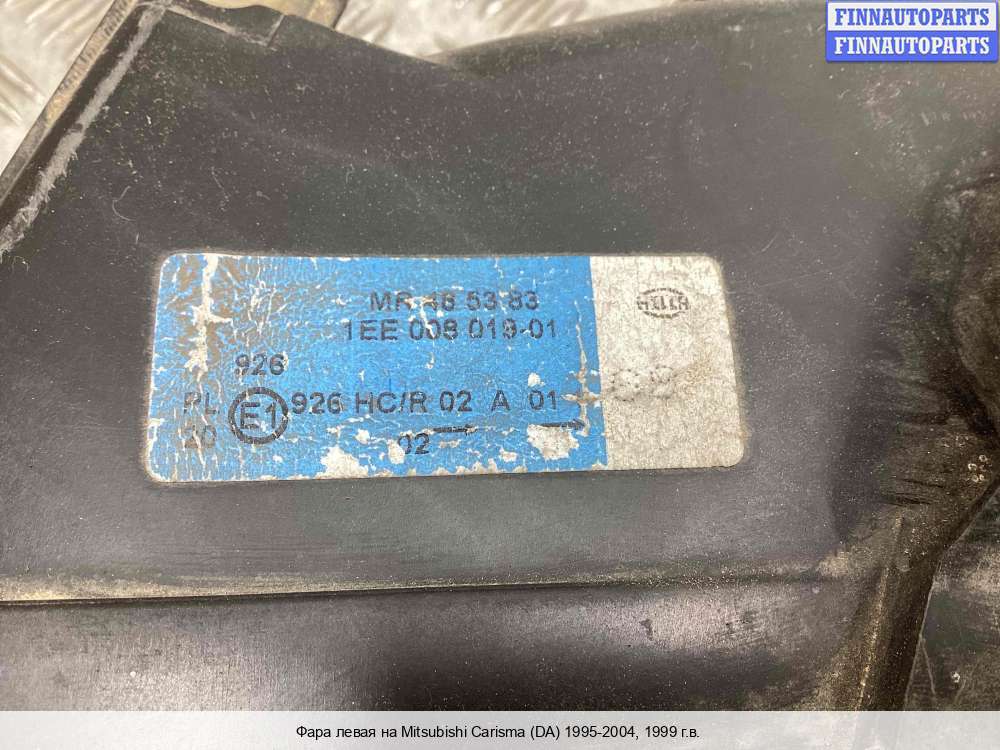 FINNAUTOPARTS
FINNAUTOPARTS
MR 48 53 83
1EE 008 019-01
HELLA
926
PL E1 926 HC/R 02 A 01
20 02
Фара левая на Mitsubishi Carisma (DA) 1995-2004, 1999 г.в.